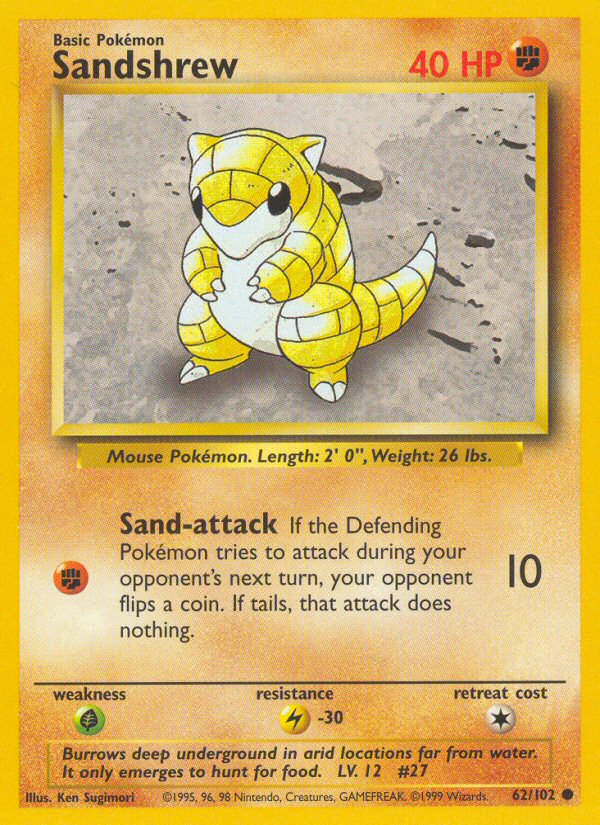 Basic Pokémon
Sandshrew 40 HP
Mouse Pokémon. Length: 2' 0", Weight: 26 lbs.
Sand-attack If the Defending
Pokémon tries to attack during your
opponent's next turn, your opponent
flips a coin. If tails, that attack does
nothing.
10
weakness resistance retreat cost
-30
Burrows deep underground in arid locations far from water.
It only emerges to hunt for food. LV. 12 #27
Illus. Ken Sugimori ©1995, 96, 98 Nintendo, Creatures, GAMEFREAK. ©1999 Wizards. 62/102